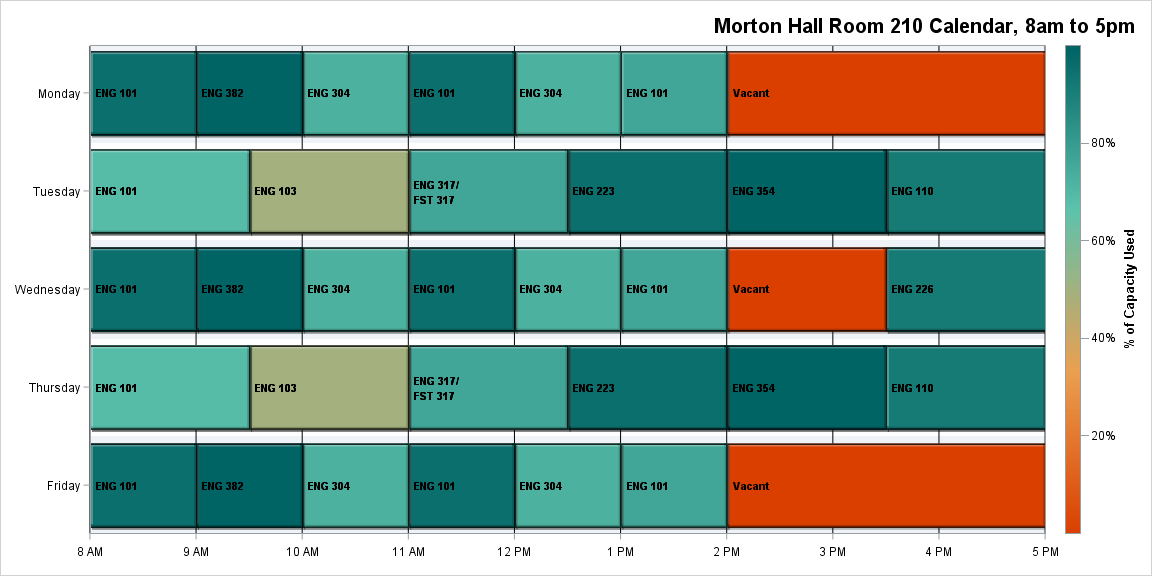 Morton Hall Room 210 Calendar, 8am to 5pm
Monday
ENG 101
ENG 382
ENG 304
ENG 101
ENG 304
ENG 101
Vacant
Tuesday
ENG 101
ENG 103
ENG 317/
FST 317
ENG 223
ENG 354
ENG 110
Wednesday
ENG 101
ENG 382
ENG 304
ENG 101
ENG 304
ENG 101
Vacant
ENG 226
Thursday
ENG 101
ENG 103
ENG 317/
FST 317
ENG 223
ENG 354
ENG 110
Friday
ENG 101
ENG 382
ENG 304
ENG 101
ENG 304
ENG 101
Vacant
8 AM
9 AM
10 AM
11 AM
12 PM
1 PM
2 PM
3 PM
4 PM
5 PM
80%
60%
40%
20%
% of Capacity Used